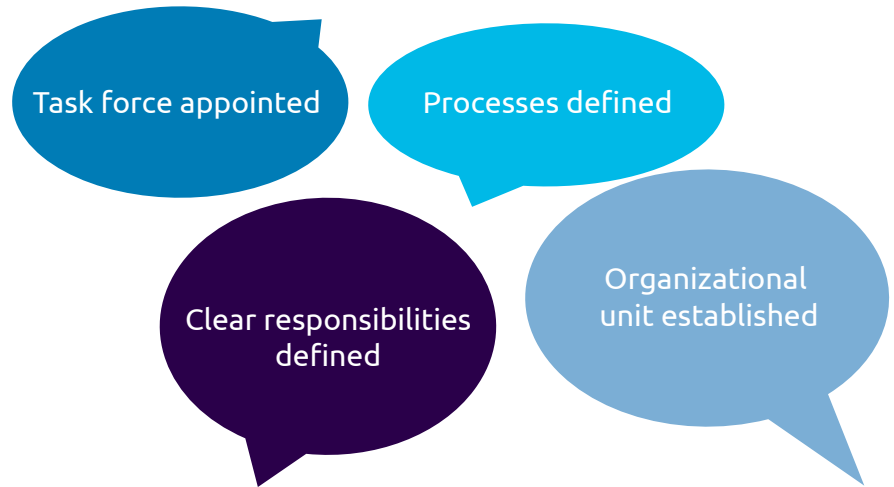 Task force appointed
Processes defined
Clear responsibilities
defined
Organizational
unit established